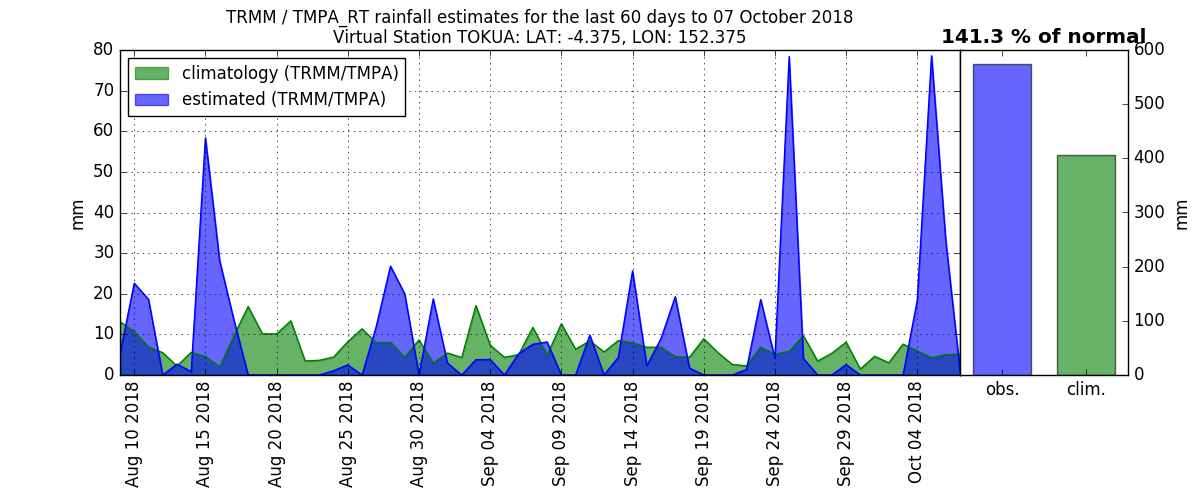 TRMM / TMPA_RT rainfall estimates for the last 60 days to 07 October 2018
Virtual Station TOKUA: LAT: -4.375, LON: 152.375
141.3 % of normal
climatology (TRMM/TMPA)
estimated (TRMM/TMPA)
80
70
60
50
40
30
20
10
0
mm
Aug 10 2018
Aug 15 2018
Aug 20 2018
Aug 25 2018
Aug 30 2018
Sep 04 2018
Sep 09 2018
Sep 14 2018
Sep 19 2018
Sep 24 2018
Sep 29 2018
Oct 04 2018
600
500
400
300
200
100
0
mm
obs.
clim.